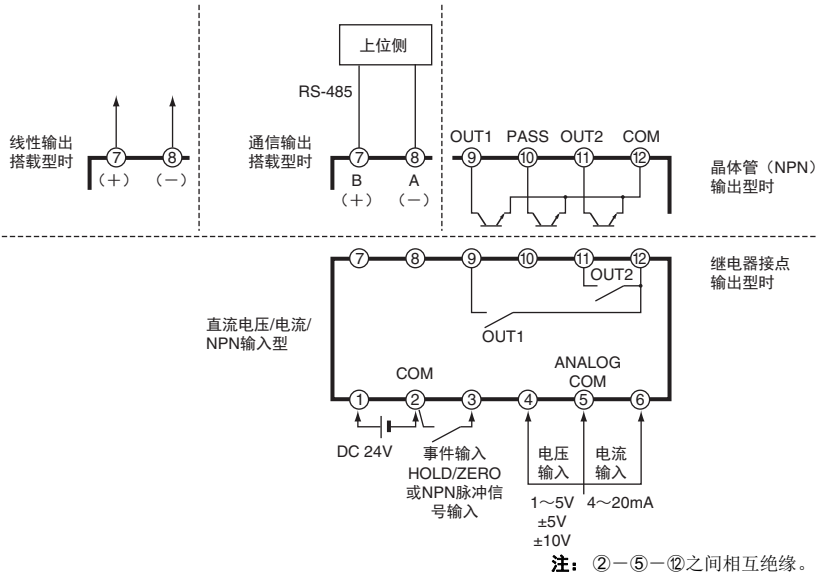 上位侧
RS-485
线性输出
搭载型时
⑦ ⑧
（＋） （－）
通信输出
搭载型时
⑦ ⑧
B A
（＋） （－）
OUT1 PASS OUT2 COM
⑨ ⑩ ⑪ ⑫
晶体管（NPN）
输出型时
⑦ ⑧ ⑨ ⑩ ⑪ ⑫
继电器接点
输出型时
OUT2
OUT1
直流电压/电流/
NPN输入型
COM
ANALOG
COM
① ② ③ ④ ⑤ ⑥
DC 24V
事件输入
HOLD/ZERO
或NPN脉冲信
号输入
电压
输入
电流
输入
1～5V
±5V
±10V
4～20mA
注：②－⑤－⑫之间相互绝缘。